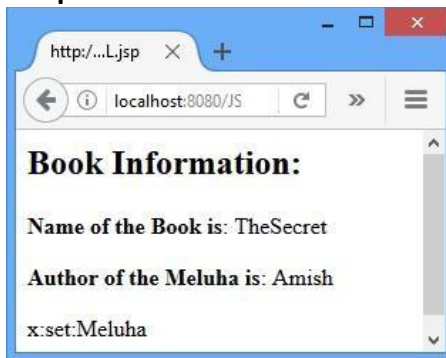 http:/...L.jsp
localhost:8080/JS
Book Information:
Name of the Book is: TheSecret
Author of the Meluha is: Amish
x:set:Meluha